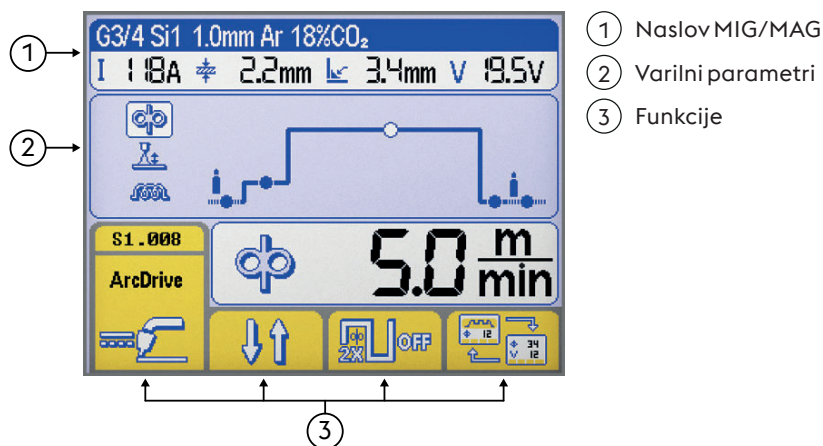 G3/4 Si1 1.0mm Ar 18%CO₂
I 118A 2.2mm 3.4mm V 19.5V
S1.008
ArcDrive
5.0 m/min
2X OFF
12
34
V 12
1
2
3
1 Naslov MIG/MAG
2 Varilni parametri
3 Funkcije